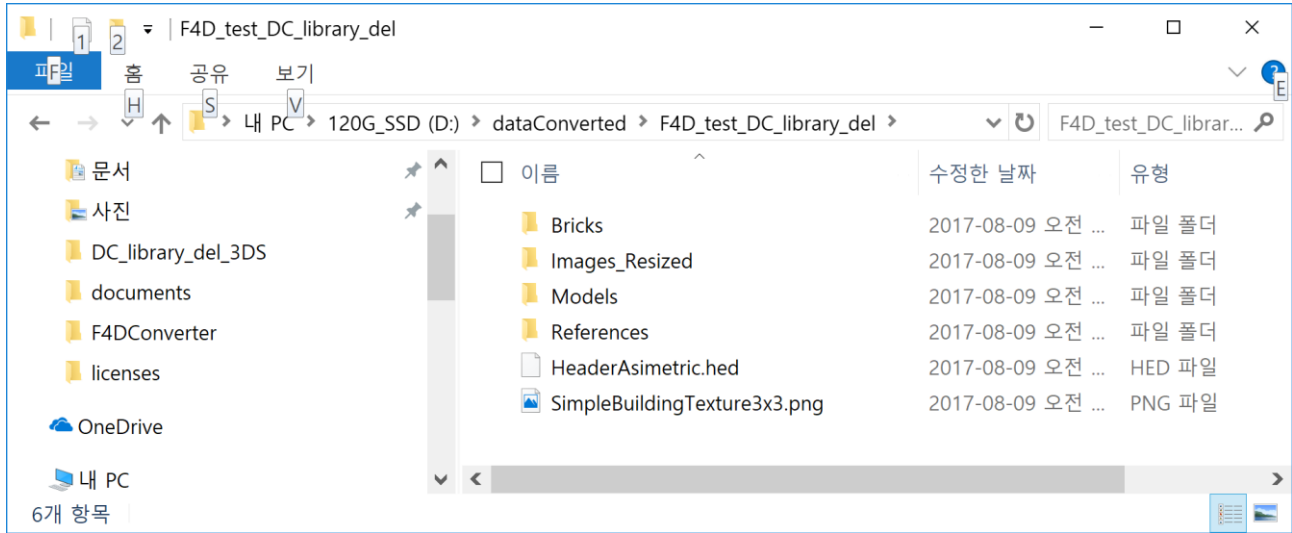 F4D_test_DC_library_del
1 2
파일 홈 공유 보기
F H S V E
내 PC > 120G_SSD (D:) > dataConverted > F4D_test_DC_library_del >
F4D_test_DC_librar...
문서
사진
DC_library_del_3DS
documents
F4DConverter
licenses
OneDrive
내 PC
이름 수정한 날짜 유형
Bricks 2017-08-09 오전 ... 파일 폴더
Images_Resized 2017-08-09 오전 ... 파일 폴더
Models 2017-08-09 오전 ... 파일 폴더
References 2017-08-09 오전 ... 파일 폴더
HeaderAsimetric.hed 2017-08-09 오전 ... HED 파일
SimpleBuildingTexture3x3.png 2017-08-09 오전 ... PNG 파일
6개 항목